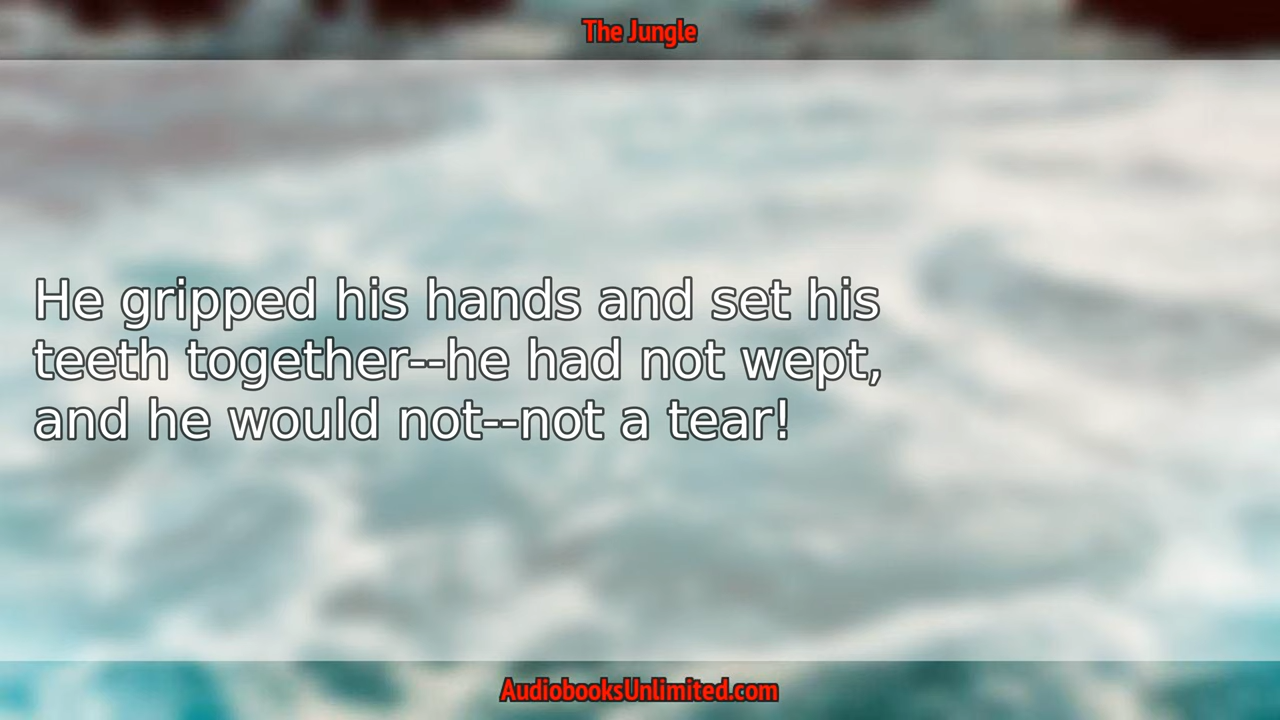 The Jungle
He gripped his hands and set his
teeth together--he had not wept,
and he would not--not a tear!
AudiobooksUnlimited.com